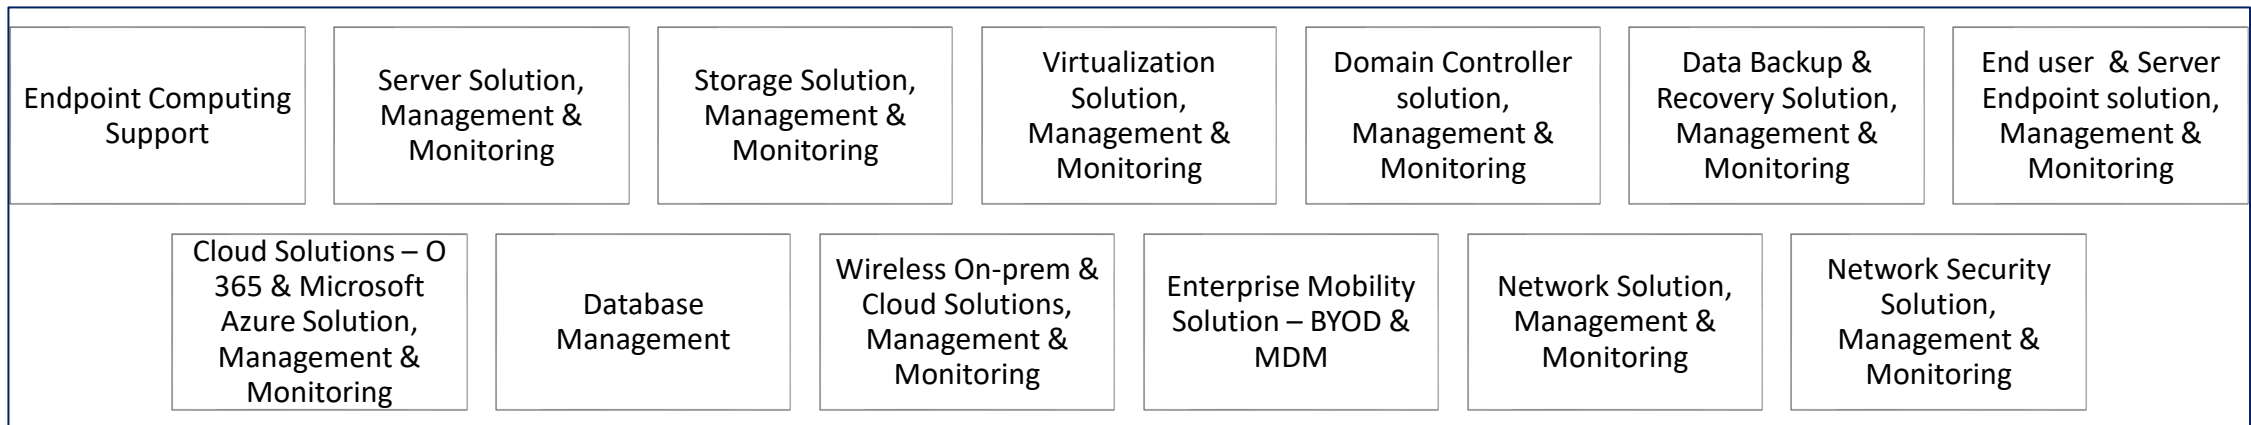 Endpoint Computing
Support
Server Solution,
Management &
Monitoring
Storage Solution,
Management &
Monitoring
Virtualization
Solution,
Management &
Monitoring
Domain Controller
solution,
Management &
Monitoring
Data Backup &
Recovery Solution,
Management &
Monitoring
End user  & Server
Endpoint solution,
Management &
Monitoring
Cloud Solutions – O
365 & Microsoft
Azure Solution,
Management &
Monitoring
Database
Management
Wireless On-prem &
Cloud Solutions,
Management &
Monitoring
Enterprise Mobility
Solution – BYOD &
MDM
Network Solution,
Management &
Monitoring
Network Security
Solution,
Management &
Monitoring